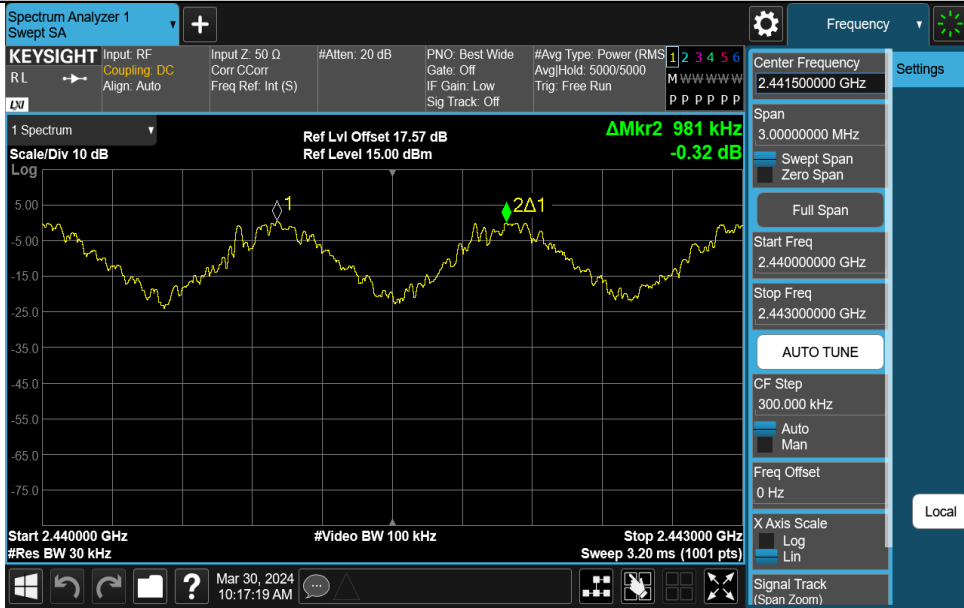 Spectrum Analyzer 1
Swept SA
+
Frequency
KEYSIGHT
RL
LXI
Input: RF
Coupling: DC
Align: Auto
Input Z: 50 Ω
Corr CCorr
Freq Ref: Int (S)
#Atten: 20 dB
PNO: Best Wide
Gate: Off
IF Gain: Low
Sig Track: Off
#Avg Type: Power (RMS
Avg|Hold: 5000/5000
Trig: Free Run
1 2 3 4 5 6
M W W W W W
P P P P P P
1 Spectrum
Scale/Div 10 dB
Log
Ref Lvl Offset 17.57 dB
Ref Level 15.00 dBm
ΔMkr2 981 kHz
-0.32 dB
1
2Δ1
5.00
-5.00
-15.0
-25.0
-35.0
-45.0
-55.0
-65.0
-75.0
Start 2.440000 GHz
#Res BW 30 kHz
#Video BW 100 kHz
Stop 2.443000 GHz
Sweep 3.20 ms (1001 pts)
Center Frequency
2.441500000 GHz
Span
3.00000000 MHz
Swept Span
Zero Span
Full Span
Start Freq
2.440000000 GHz
Stop Freq
2.443000000 GHz
AUTO TUNE
CF Step
300.000 kHz
Auto
Man
Freq Offset
0 Hz
X Axis Scale
Log
Lin
Signal Track
(Span Zoom)
Settings
Local
?
Mar 30, 2024
10:17:19 AM